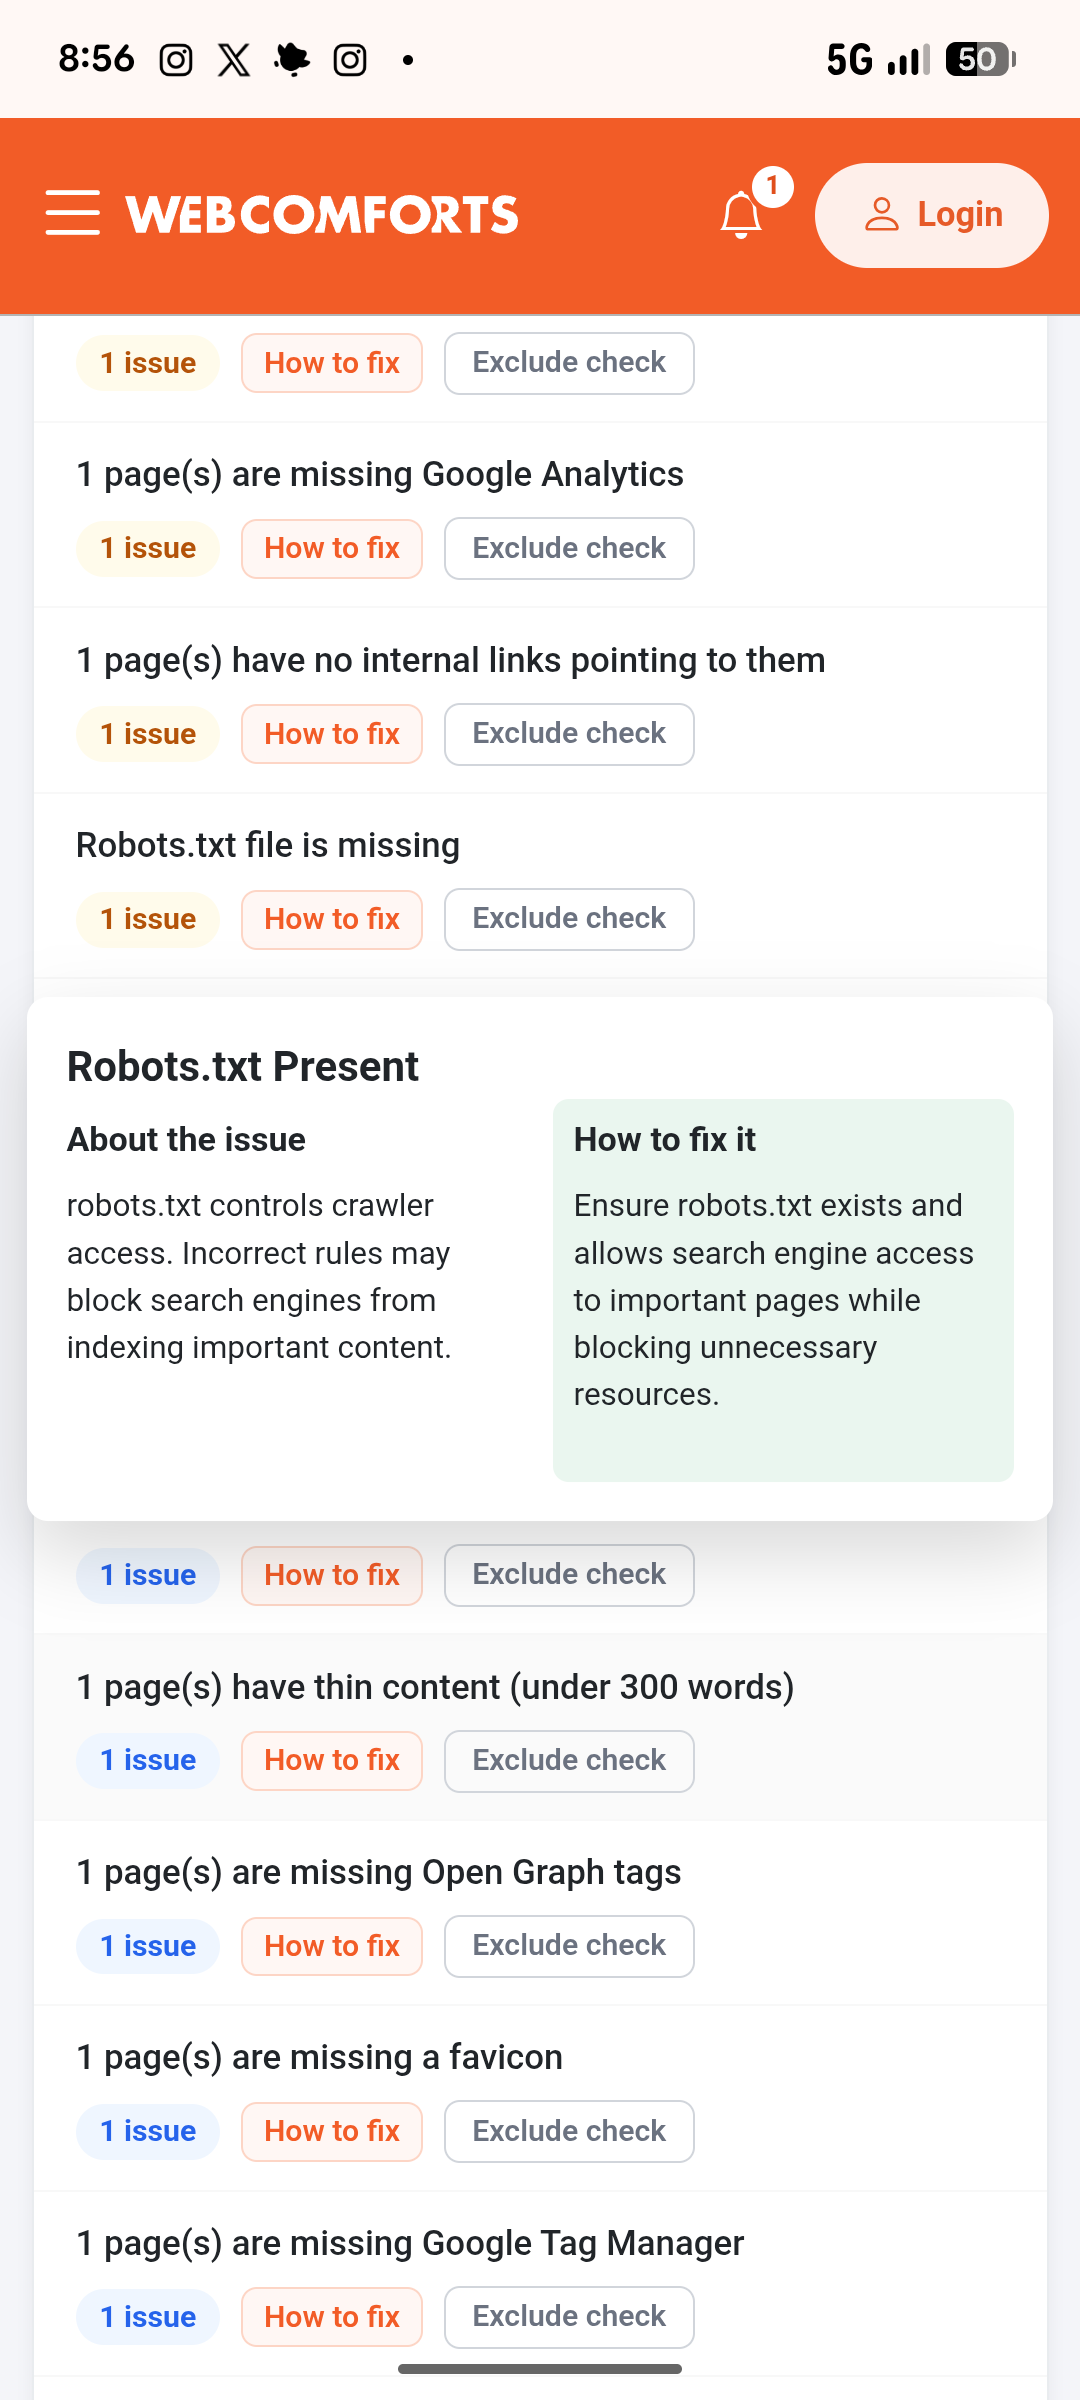 8:56
5G
50
WEBCOMFORTS
1
Login
1 issue
How to fix
Exclude check
1 page(s) are missing Google Analytics
1 issue
How to fix
Exclude check
1 page(s) have no internal links pointing to them
1 issue
How to fix
Exclude check
Robots.txt file is missing
1 issue
How to fix
Exclude check
Robots.txt Present
About the issue
robots.txt controls crawler
access. Incorrect rules may
block search engines from
indexing important content.
How to fix it
Ensure robots.txt exists and
allows search engine access
to important pages while
blocking unnecessary
resources.
1 issue
How to fix
Exclude check
1 page(s) have thin content (under 300 words)
1 issue
How to fix
Exclude check
1 page(s) are missing Open Graph tags
1 issue
How to fix
Exclude check
1 page(s) are missing a favicon
1 issue
How to fix
Exclude check
1 page(s) are missing Google Tag Manager
1 issue
How to fix
Exclude check